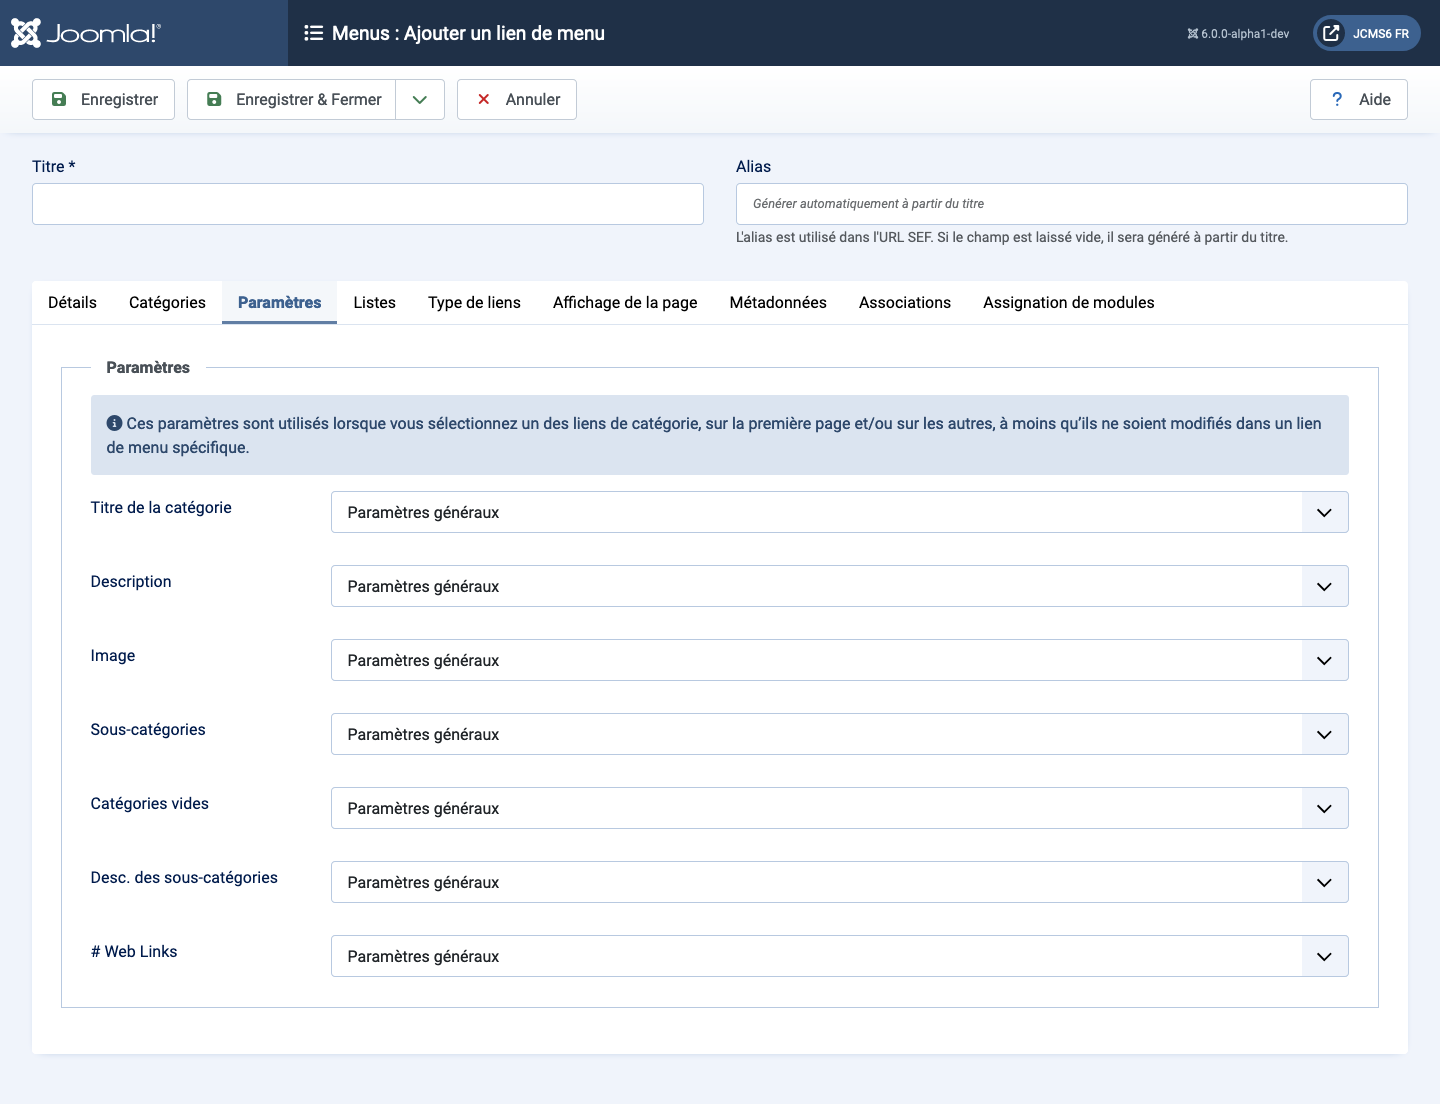 Joomla!®
Menus : Ajouter un lien de menu
6.0.0-alpha1-dev
JCMS6 FR
Enregistrer
Enregistrer & Fermer
Annuler
? Aide
Titre *
Alias
Générer automatiquement à partir du titre
L'alias est utilisé dans l'URL SEF. Si le champ est laissé vide, il sera généré à partir du titre.
Détails Catégories Paramètres Listes Type de liens Affichage de la page Métadonnées Associations Assignation de modules
Paramètres
Ces paramètres sont utilisés lorsque vous sélectionnez un des liens de catégorie, sur la première page et/ou sur les autres, à moins qu’ils ne soient modifiés dans un lien
de menu spécifique.
Titre de la catégorie
Paramètres généraux
Description
Paramètres généraux
Image
Paramètres généraux
Sous-catégories
Paramètres généraux
Catégories vides
Paramètres généraux
Desc. des sous-catégories
Paramètres généraux
# Web Links
Paramètres généraux